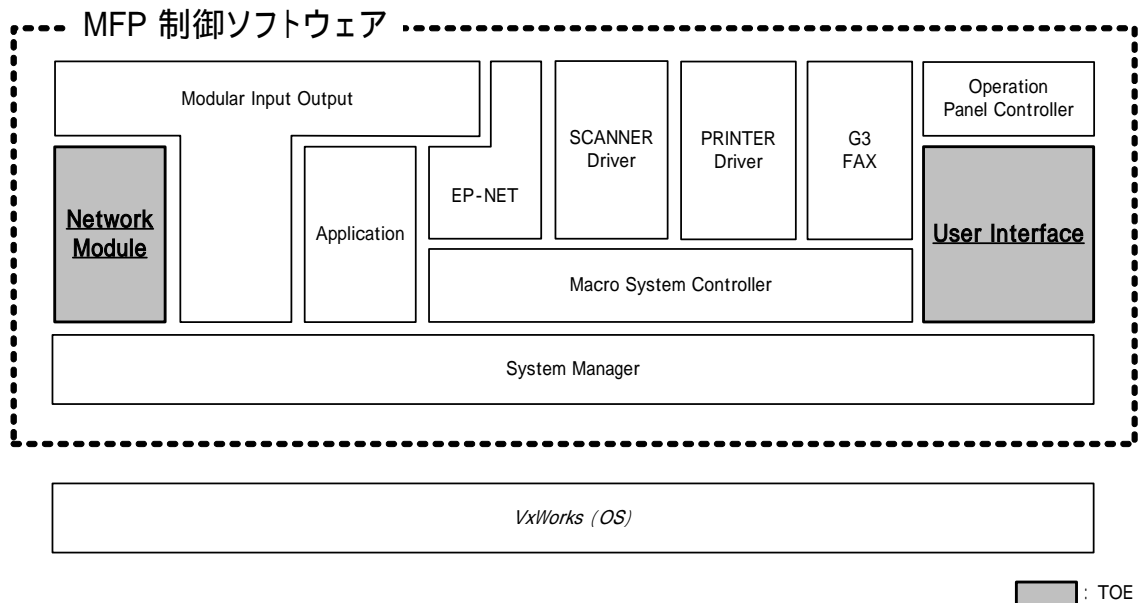 MFP 制御ソフトウェア
Modular Input Output
Network
Module
Application
EP-NET
SCANNER
Driver
PRINTER
Driver
G3
FAX
Operation
Panel Controller
User Interface
Macro System Controller
System Manager
VxWorks (OS)
: TOE